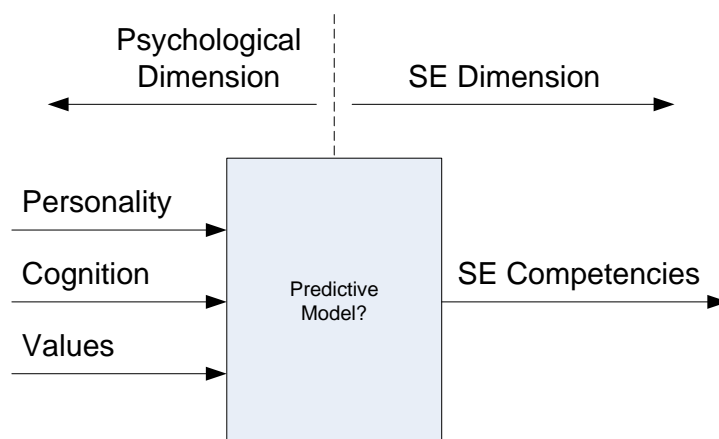 Psychological
Dimension
SE Dimension
Personality
Cognition
Values
Predictive
Model?
SE Competencies